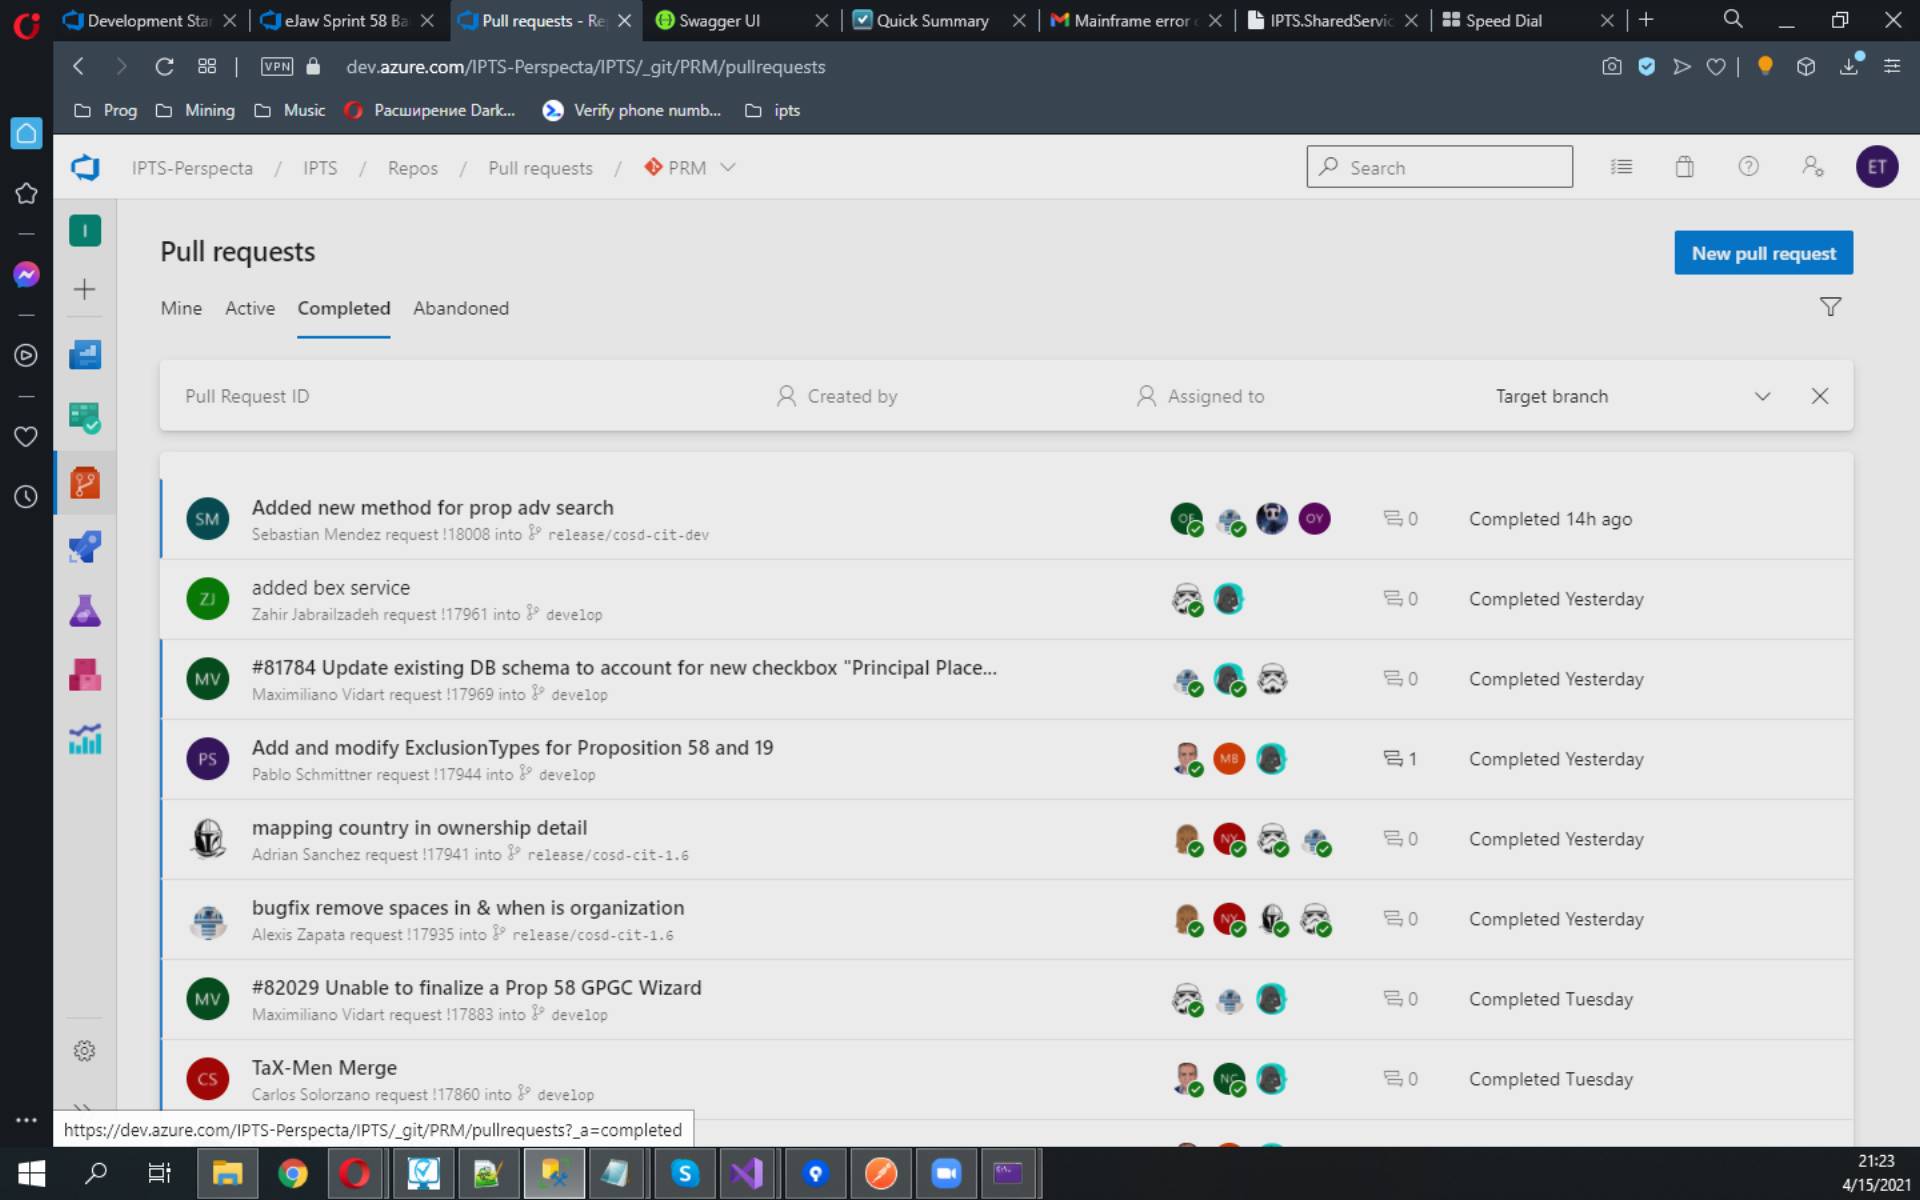 Development Sta
eJaw Sprint 58 Ba
Pull requests - Re
Swagger UI
Quick Summary
Mainframe error
IPTS.SharedServic
Speed Dial
VPN
dev.azure.com/IPTS-Perspecta/IPTS/_git/PRM/pullrequests
Prog
Mining
Music
Расширение Dark...
Verify phone numb...
ipts
IPTS-Perspecta / IPTS / Repos / Pull requests / PRM
Search
ET
I
Pull requests
New pull request
Mine Active Completed Abandoned
Pull Request ID
Created by
Assigned to
Target branch
SM
Added new method for prop adv search
Sebastian Mendez request !18008 into release/cosd-cit-dev
OY
0
Completed 14h ago
ZJ
added bex service
Zahir Jabrailzadeh request !17961 into develop
0
Completed Yesterday
MV
#81784 Update existing DB schema to account for new checkbox "Principal Place...
Maximiliano Vidart request !17969 into develop
0
Completed Yesterday
PS
Add and modify ExclusionTypes for Proposition 58 and 19
Pablo Schmittner request !17944 into develop
MB
1
Completed Yesterday
mapping country in ownership detail
Adrian Sanchez request !17941 into release/cosd-cit-1.6
NY
0
Completed Yesterday
bugfix remove spaces in & when is organization
Alexis Zapata request !17935 into release/cosd-cit-1.6
NY
0
Completed Yesterday
MV
#82029 Unable to finalize a Prop 58 GPGC Wizard
Maximiliano Vidart request !17883 into develop
0
Completed Tuesday
CS
TaX-Men Merge
Carlos Solorzano request !17860 into develop
0
Completed Tuesday
https://dev.azure.com/IPTS-Perspecta/IPTS/_git/PRM/pullrequests?_a=completed
21:23
4/15/2021